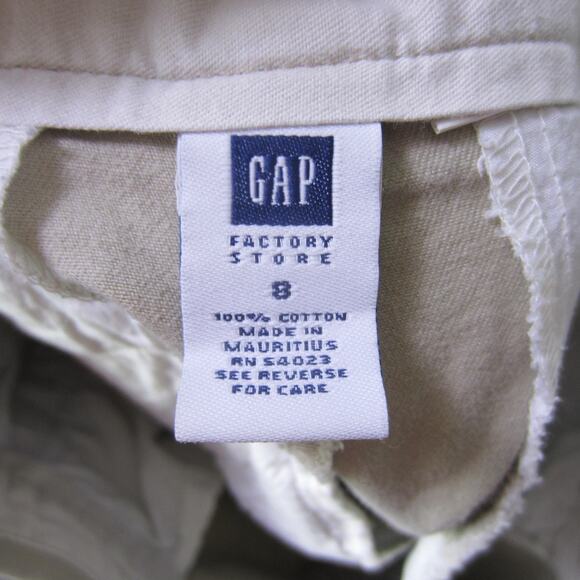 GAP
FACTORY
STORE
8
100% COTTON
MADE IN
MAURITIUS
RN 54023
SEE REVERSE
FOR CARE